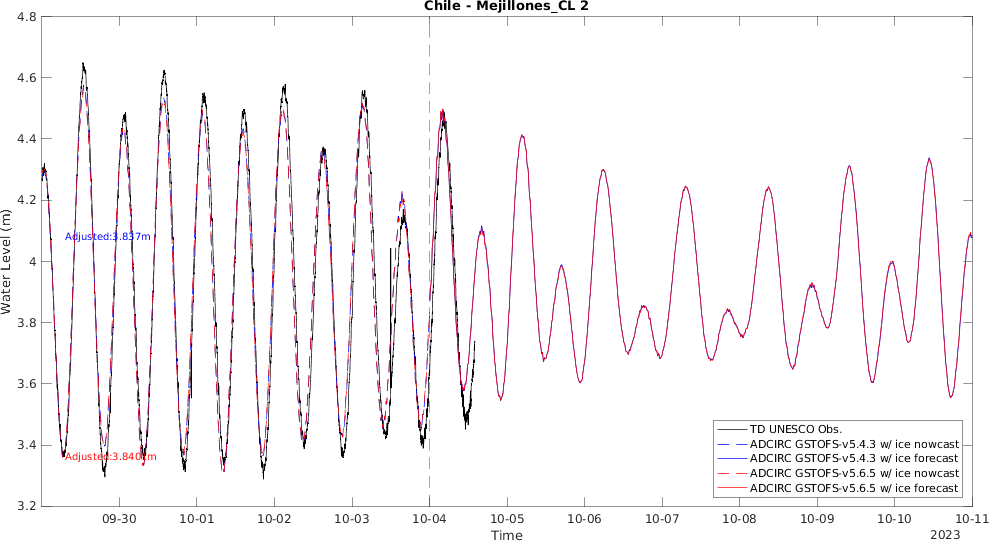 Chile - Mejillones_CL 2
4.8
4.6
4.4
4.2
4
3.8
3.6
3.4
3.2
Water Level (m)
Adjusted:3.837m
Adjusted:3.840m
TD UNESCO Obs.
ADCIRC GSTOFS-v5.4.3 w/ ice nowcast
ADCIRC GSTOFS-v5.4.3 w/ ice forecast
ADCIRC GSTOFS-v5.6.5 w/ ice nowcast
ADCIRC GSTOFS-v5.6.5 w/ ice forecast
09-30 10-01 10-02 10-03 10-04 10-05 10-06 10-07 10-08 10-09 10-10 10-11
Time
2023